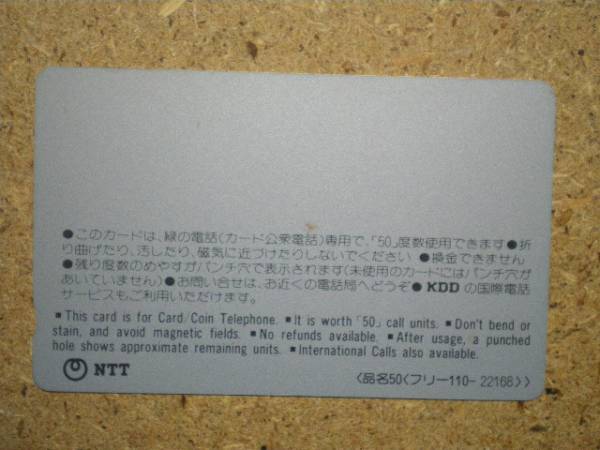 ●このカードは、緑の電話(カード公衆電話)専用で、「50」度数使用できます●折
り曲げたり、汚したり、磁気に近づけたりしないでください ●換金できません
●残り度数のめやすがパンチ穴で表示されます(未使用のカードにはパンチ穴が
あいていません)●お問い合せは、お近くの電話局へどうぞ● KDD の国際電話
サービスもご利用いただけます。
▪This card is for Card/Coin Telephone. ▪It is worth「50」call units. ▪Don't bend or
stain, and avoid magnetic fields. ▪No refunds available. ▪After usage, a punched
hole shows approximate remaining units. ▪International Calls also available.
NTT
〈品名50〈フリー110-22168〉〉